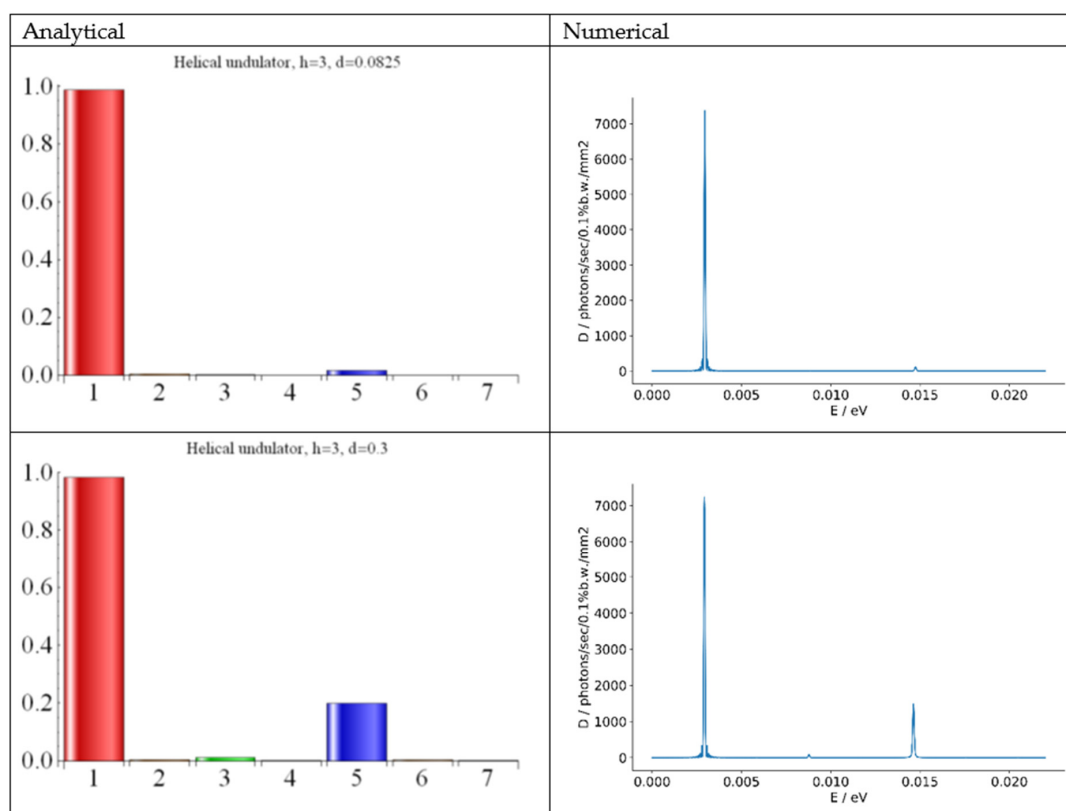 Analytical
Numerical
Helical undulator, h=3, d=0.0825
1.0
0.8
0.6
0.4
0.2
0.0
1 2 3 4 5 6 7
D / photons/sec/0.1%b.w./mm2
7000
6000
5000
4000
3000
2000
1000
0
0.000 0.005 0.010 0.015 0.020
E / eV
Helical undulator, h=3, d=0.3
1.0
0.8
0.6
0.4
0.2
0.0
1 2 3 4 5 6 7
D / photons/sec/0.1%b.w./mm2
7000
6000
5000
4000
3000
2000
1000
0
0.000 0.005 0.010 0.015 0.020
E / eV